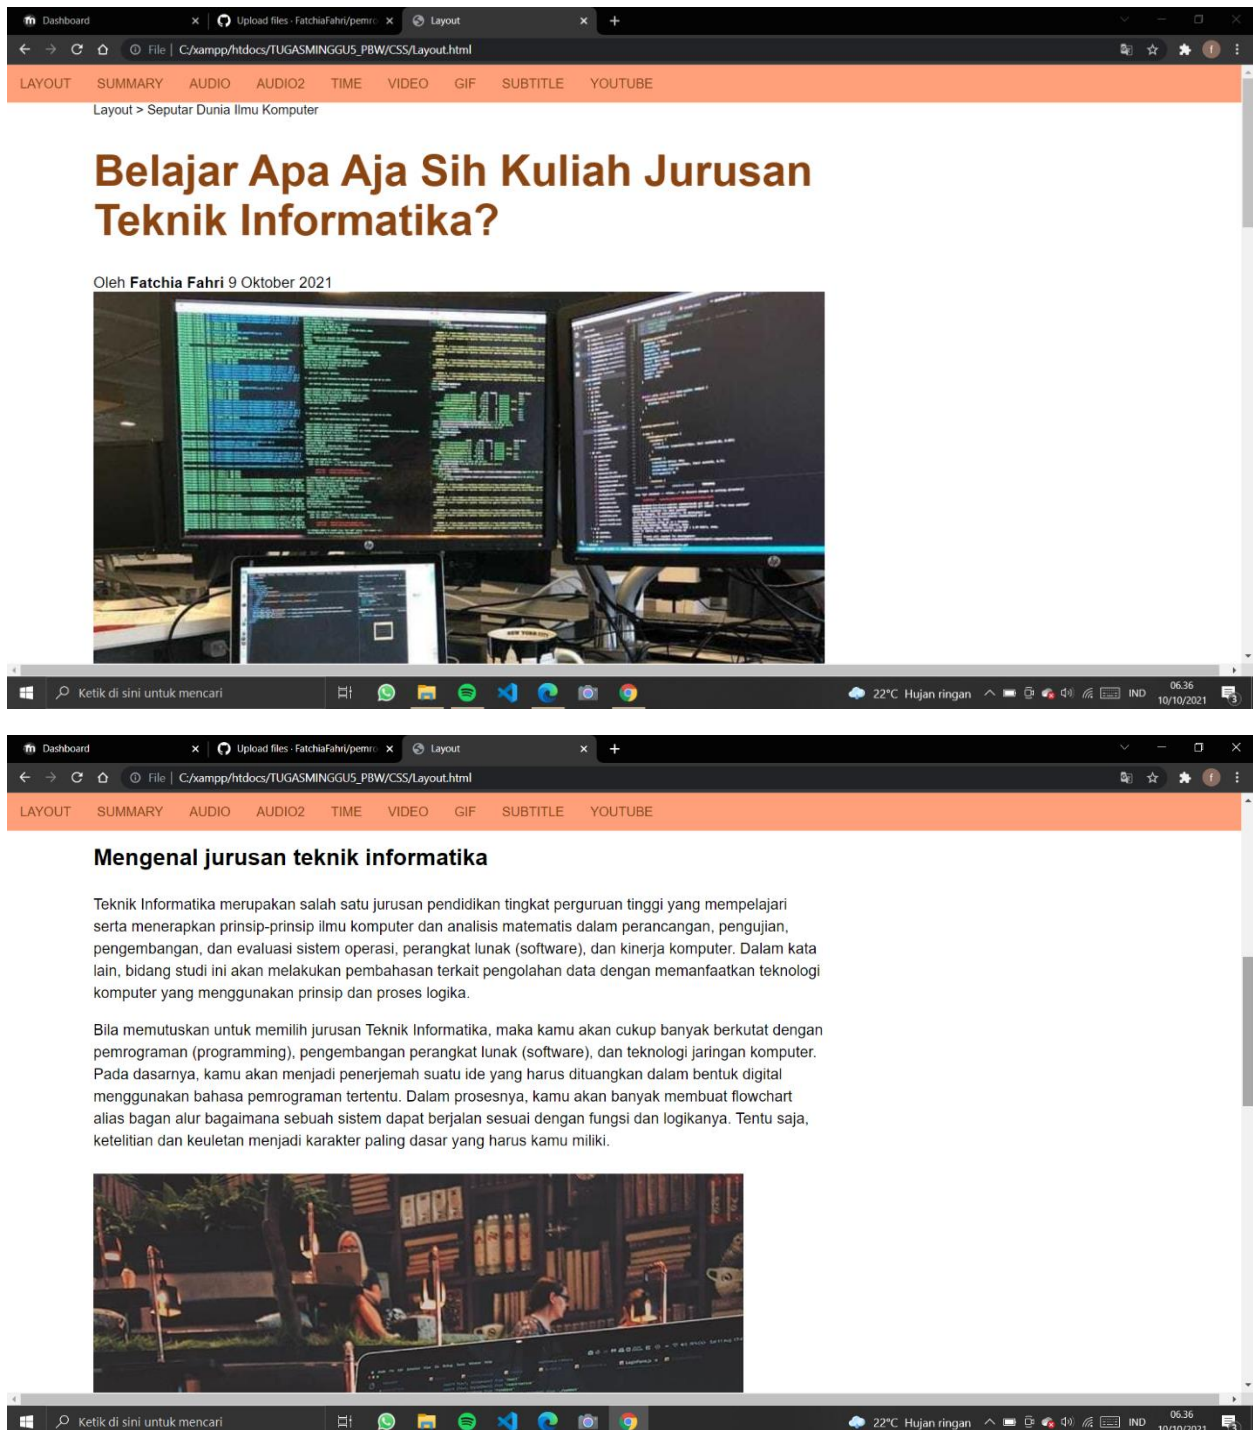 Dashboard
Upload files · FatchiaFahri/pemro
Layout
File | C:/xampp/htdocs/TUGASMINGGU5_PBW/CSS/Layout.html
LAYOUT SUMMARY AUDIO AUDIO2 TIME VIDEO GIF SUBTITLE YOUTUBE
Layout > Seputar Dunia Ilmu Komputer
Belajar Apa Aja Sih Kuliah Jurusan
Teknik Informatika?
Oleh Fatchia Fahri 9 Oktober 2021
NEW YORK CITY
Ketik di sini untuk mencari
22°C Hujan ringan
IND
06.36
10/10/2021
Dashboard
Upload files · FatchiaFahri/pemro
Layout
File | C:/xampp/htdocs/TUGASMINGGU5_PBW/CSS/Layout.html
LAYOUT SUMMARY AUDIO AUDIO2 TIME VIDEO GIF SUBTITLE YOUTUBE
Mengenal jurusan teknik informatika
Teknik Informatika merupakan salah satu jurusan pendidikan tingkat perguruan tinggi yang mempelajari
serta menerapkan prinsip-prinsip ilmu komputer dan analisis matematis dalam perancangan, pengujian,
pengembangan, dan evaluasi sistem operasi, perangkat lunak (software), dan kinerja komputer. Dalam kata
lain, bidang studi ini akan melakukan pembahasan terkait pengolahan data dengan memanfaatkan teknologi
komputer yang menggunakan prinsip dan proses logika.
Bila memutuskan untuk memilih jurusan Teknik Informatika, maka kamu akan cukup banyak berkutat dengan
pemrograman (programming), pengembangan perangkat lunak (software), dan teknologi jaringan komputer.
Pada dasarnya, kamu akan menjadi penerjemah suatu ide yang harus dituangkan dalam bentuk digital
menggunakan bahasa pemrograman tertentu. Dalam prosesnya, kamu akan banyak membuat flowchart
alias bagan alur bagaimana sebuah sistem dapat berjalan sesuai dengan fungsi dan logikanya. Tentu saja,
ketelitian dan keuletan menjadi karakter paling dasar yang harus kamu miliki.
Ketik di sini untuk mencari
22°C Hujan ringan
IND
06.36
10/10/2021